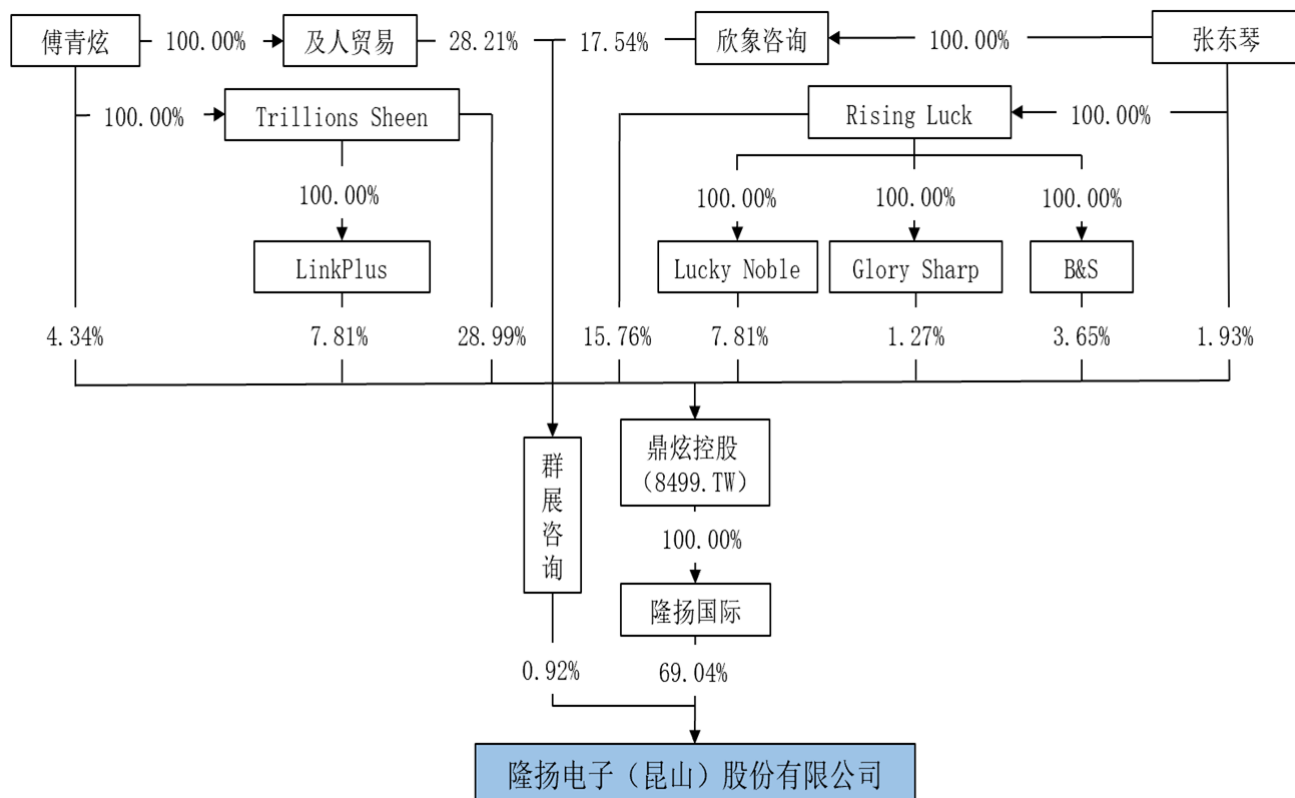 傅青炫
100.00%
及人贸易
28.21%
17.54%
欣象咨询
100.00%
张东琴
100.00%
Trillions Sheen
Rising Luck
100.00%
100.00%
100.00%
100.00%
100.00%
LinkPlus
Lucky Noble
Glory Sharp
B&S
4.34%
7.81%
28.99%
15.76%
7.81%
1.27%
3.65%
1.93%
群
展
咨
询
鼎炫控股
（8499.TW）
100.00%
隆扬国际
0.92%
69.04%
隆扬电子（昆山）股份有限公司